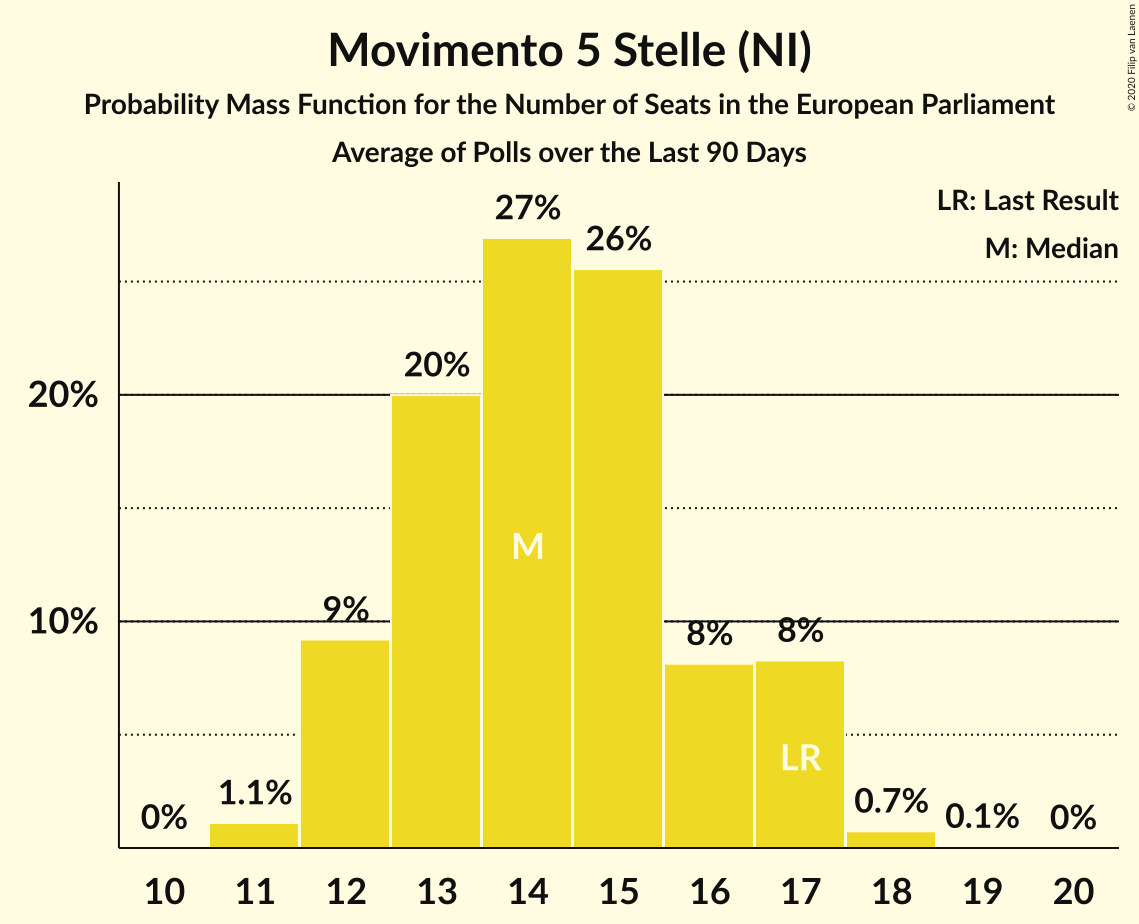 Movimento 5 Stelle (NI)
Probability Mass Function for the Number of Seats in the European Parliament
Average of Polls over the Last 90 Days
© 2020 Filip van Laenen
LR: Last Result
M: Median
27%
26%
20%
20%
M
9%
10%
8%
8%
LR
1.1%
0.7%
0%
0.1%
0%
10 11 12 13 14 15 16 17 18 19 20